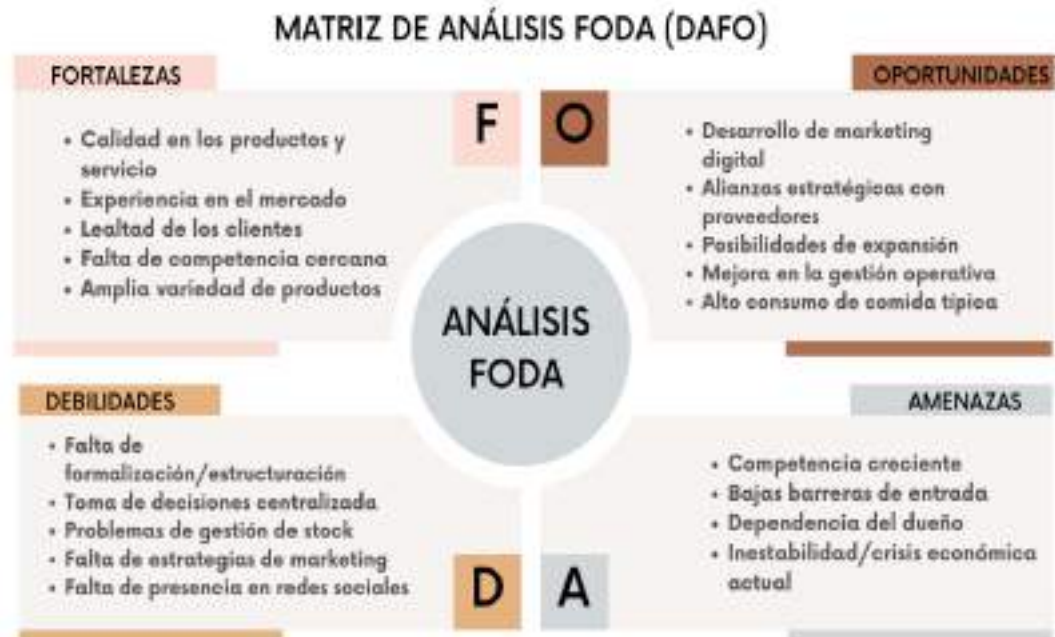 MATRIZ DE ANÁLISIS FODA (DAFO)
FORTALEZAS
F
• Calidad en los productos y
servicio
• Experiencia en el mercado
• Lealtad de los clientes
• Falta de competencia cercana
• Amplia variedad de productos
OPORTUNIDADES
O
• Desarrollo de marketing
digital
• Alianzas estratégicas con
proveedores
• Posibilidades de expansión
• Mejora en la gestión operativa
• Alto consumo de comida típica
ANÁLISIS
FODA
DEBILIDADES
• Falta de
formalización/estructuración
• Toma de decisiones centralizada
• Problemas de gestión de stock
• Falta de estrategias de marketing
• Falta de presencia en redes sociales
D
AMENAZAS
• Competencia creciente
• Bajas barreras de entrada
• Dependencia del dueño
• Inestabilidad/crisis económica
actual
A